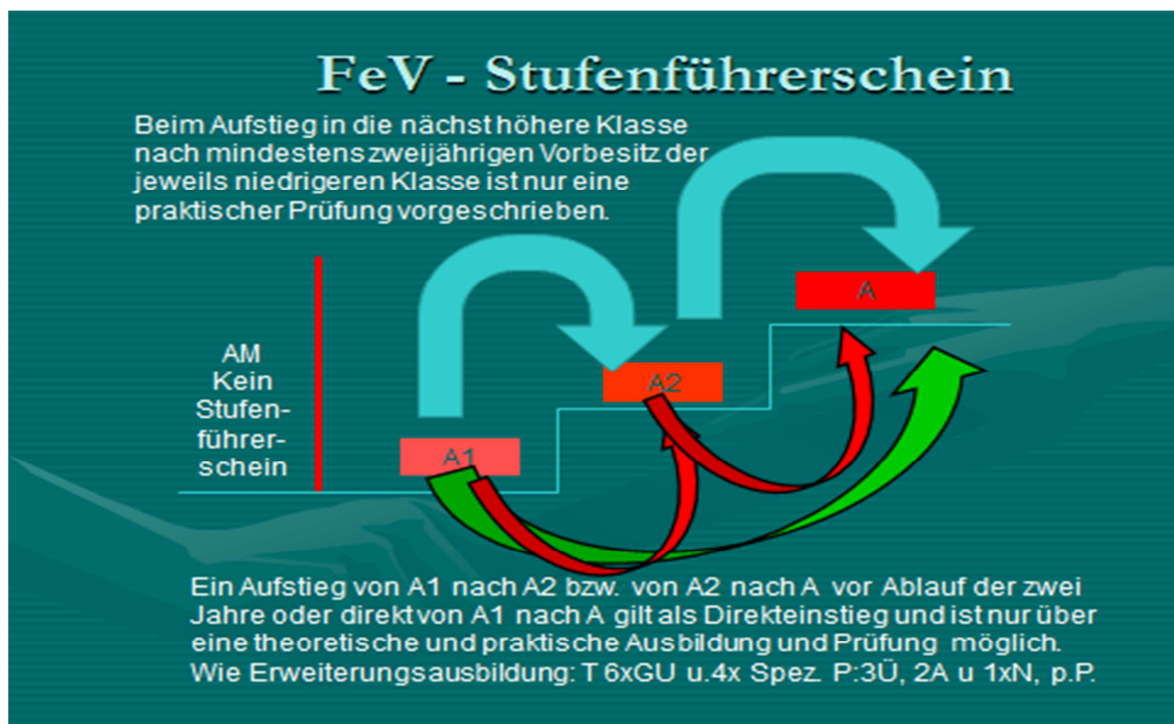 FeV - Stufenführerschein
Beim Aufstieg in die nächst höhere Klasse
nach mindestens zweijährigen Vorbesitz der
jeweils niedrigeren Klasse ist nur eine
praktischer Prüfung vorgeschrieben.
A
AM
Kein
Stufen-
führer-
schein
A2
A1
Ein Aufstieg von A1 nach A2 bzw. von A2 nach A vor Ablauf der zwei
Jahre oder direkt von A1 nach A gilt als Direkteinstieg und ist nur über
eine theoretische und praktische Ausbildung und Prüfung möglich.
Wie Erweiterungsausbildung: T 6xGU u.4x Spez. P:3Ü, 2A u 1xN, p.P.